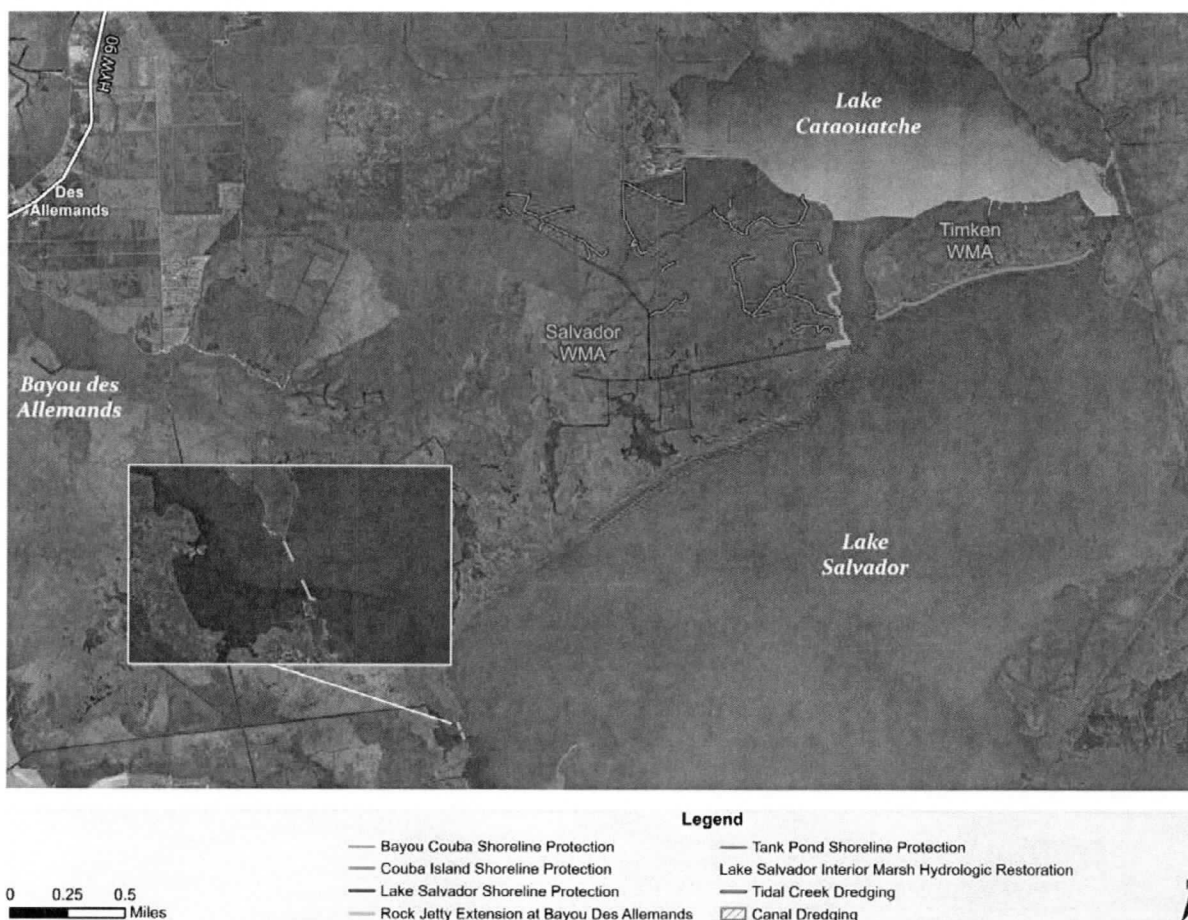 HYW 90
Lake
Cataouatche
Des
Allemands
Timken
WMA
Salvador
WMA
Bayou des
Allemands
Lake
Salvador
Legend
Bayou Couba Shoreline Protection
Couba Island Shoreline Protection
Lake Salvador Shoreline Protection
Rock Jetty Extension at Bayou Des Allemands
Tank Pond Shoreline Protection
Lake Salvador Interior Marsh Hydrologic Restoration
Tidal Creek Dredging
Canal Dredging
0 0.25 0.5
Miles